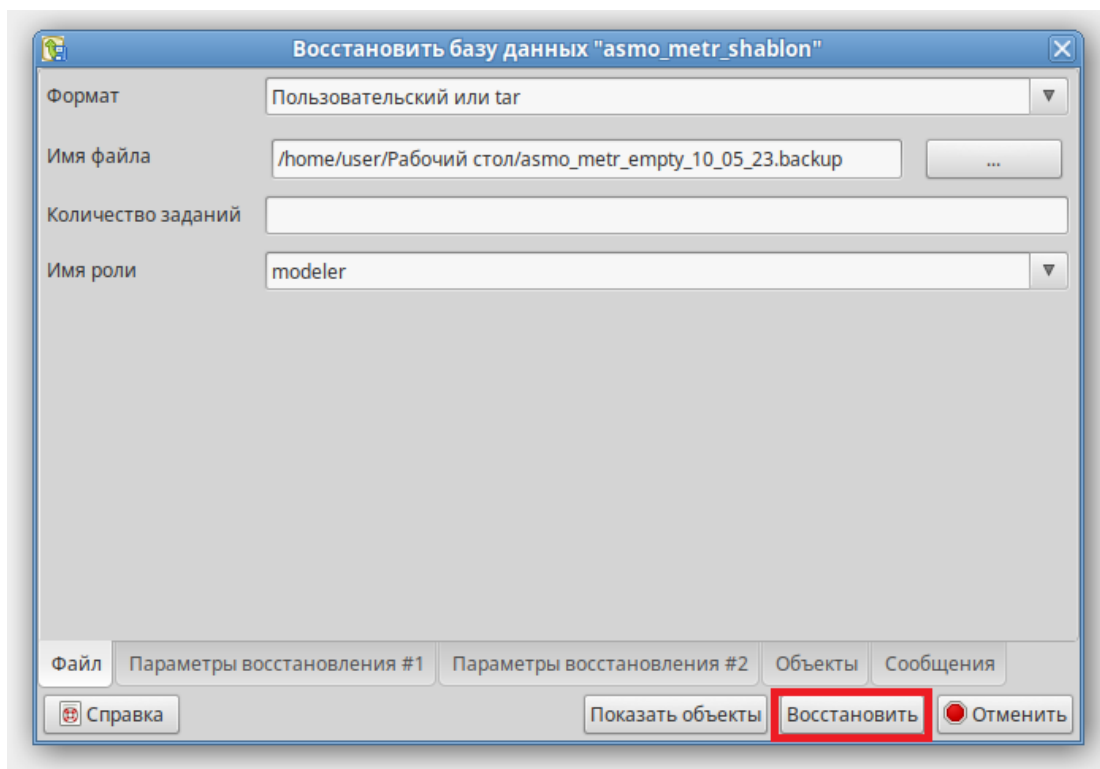 Восстановить базу данных "asmo_metr_shablon"
Формат Пользовательский или tar
Имя файла /home/user/Рабочий стол/asmo_metr_empty_10_05_23.backup ...
Количество заданий
Имя роли modeler
Файл Параметры восстановления #1 Параметры восстановления #2 Объекты Сообщения
Справка Показать объекты Восстановить Отменить